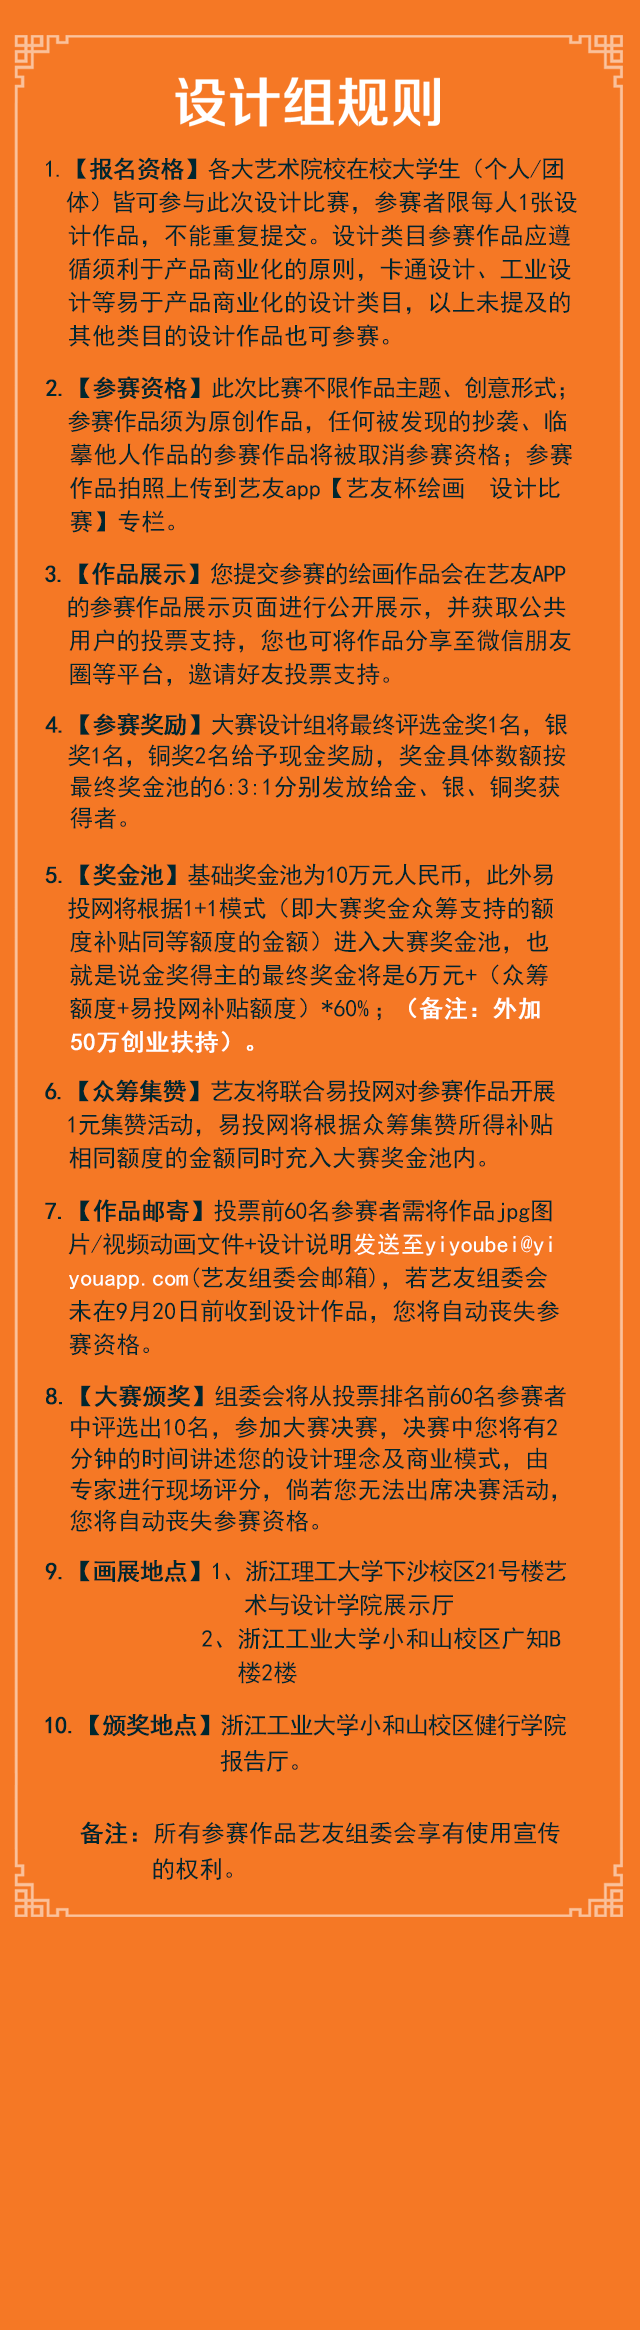 设计组规则
1.【报名资格】各大艺术院校在校大学生（个人/团
体）皆可参与此次设计比赛，参赛者限每人1张设
计作品，不能重复提交。设计类目参赛作品应遵
循须利于产品商业化的原则，卡通设计、工业设
计等易于产品商业化的设计类目，以上未提及的
其他类目的设计作品也可参赛。
2.【参赛资格】此次比赛不限作品主题、创意形式；
参赛作品须为原创作品，任何被发现的抄袭、临
摹他人作品的参赛作品将被取消参赛资格；参赛
作品拍照上传到艺友app【艺友杯绘画　设计比
赛】专栏。
3.【作品展示】您提交参赛的绘画作品会在艺友APP
的参赛作品展示页面进行公开展示，并获取公共
用户的投票支持，您也可将作品分享至微信朋友
圈等平台，邀请好友投票支持。
4.【参赛奖励】大赛设计组将最终评选金奖1名，银
奖1名，铜奖2名给予现金奖励，奖金具体数额按
最终奖金池的6:3:1分别发放给金、银、铜奖获
得者。
5.【奖金池】基础奖金池为10万元人民币，此外易
投网将根据1+1模式（即大赛奖金众筹支持的额
度补贴同等额度的金额）进入大赛奖金池，也
就是说金奖得主的最终奖金将是6万元+（众筹
额度+易投网补贴额度）*60%；（备注：外加
50万创业扶持）。
6.【众筹集赞】艺友将联合易投网对参赛作品开展
1元集赞活动，易投网将根据众筹集赞所得补贴
相同额度的金额同时充入大赛奖金池内。
7.【作品邮寄】投票前60名参赛者需将作品jpg图
片/视频动画文件+设计说明发送至yiyoubei@yi
youapp.com(艺友组委会邮箱)，若艺友组委会
未在9月20日前收到设计作品，您将自动丧失参
赛资格。
8.【大赛颁奖】组委会将从投票排名前60名参赛者
中评选出10名，参加大赛决赛，决赛中您将有2
分钟的时间讲述您的设计理念及商业模式，由
专家进行现场评分，倘若您无法出席决赛活动，
您将自动丧失参赛资格。
9.【画展地点】1、浙江理工大学下沙校区21号楼艺
术与设计学院展示厅
2、浙江工业大学小和山校区广知B
楼2楼
10.【颁奖地点】浙江工业大学小和山校区健行学院
报告厅。
备注：所有参赛作品艺友组委会享有使用宣传
的权利。